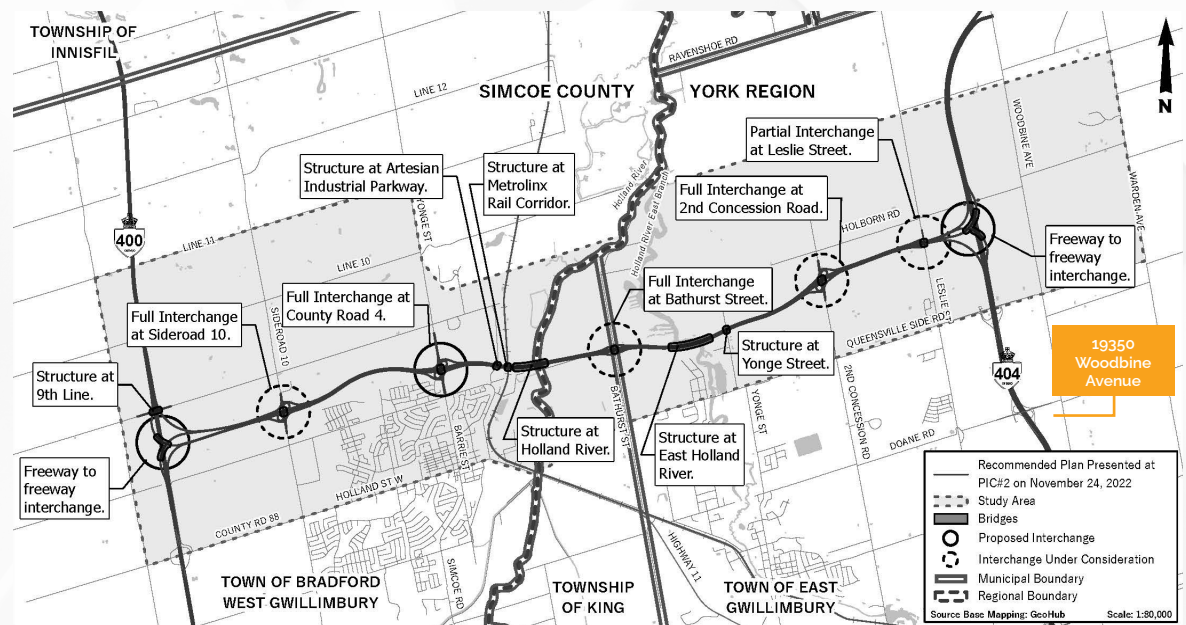 TOWNSHIP OF
INNISFIL
LINE 12
SIMCOE COUNTY
YORK REGION
RAVENSHOE RD
WOODBINE AVE
WARDEN AVE
N
Partial Interchange
at Leslie Street.
Structure at Artesian
Industrial Parkway.
Structure at
Metrolinx
Rail Corridor.
Holland River
Holland River East Branch
Full Interchange at
2nd Concession Road.
HOLBORN RD
YONGE ST
400
LINE 11
LINE 10
Freeway to
freeway
interchange.
Full Interchange
at Sideroad 10.
SIDEROAD 10
Full Interchange at
County Road 4.
Full Interchange
at Bathurst Street.
LESLIE ST
QUEENSVILLE SIDE RD
Structure at
Yonge Street.
19350
Woodbine
Avenue
404
Structure at
9th Line.
BATHURST ST
2ND CONCESSION RD
YONGE ST
BARRIE ST
Structure at
Holland River.
Structure at
East Holland
River.
DOANE RD
Freeway to
freeway
interchange.
HOLLAND ST W
COUNTY RD 88
HIGHWAY 11
SIMCOE RD
TOWN OF BRADFORD
WEST GWILLIMBURY
TOWNSHIP
OF KING
TOWN OF EAST
GWILLIMBURY
Recommended Plan Presented at
PIC#2 on November 24, 2022
Study Area
Bridges
Proposed Interchange
Interchange Under Consideration
Municipal Boundary
Regional Boundary
Source Base Mapping: GeoHub
Scale: 1:80,000